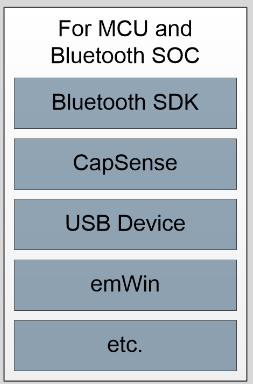 For MCU and
Bluetooth SOC
Bluetooth SDK
CapSense
USB Device
emWin
etc.